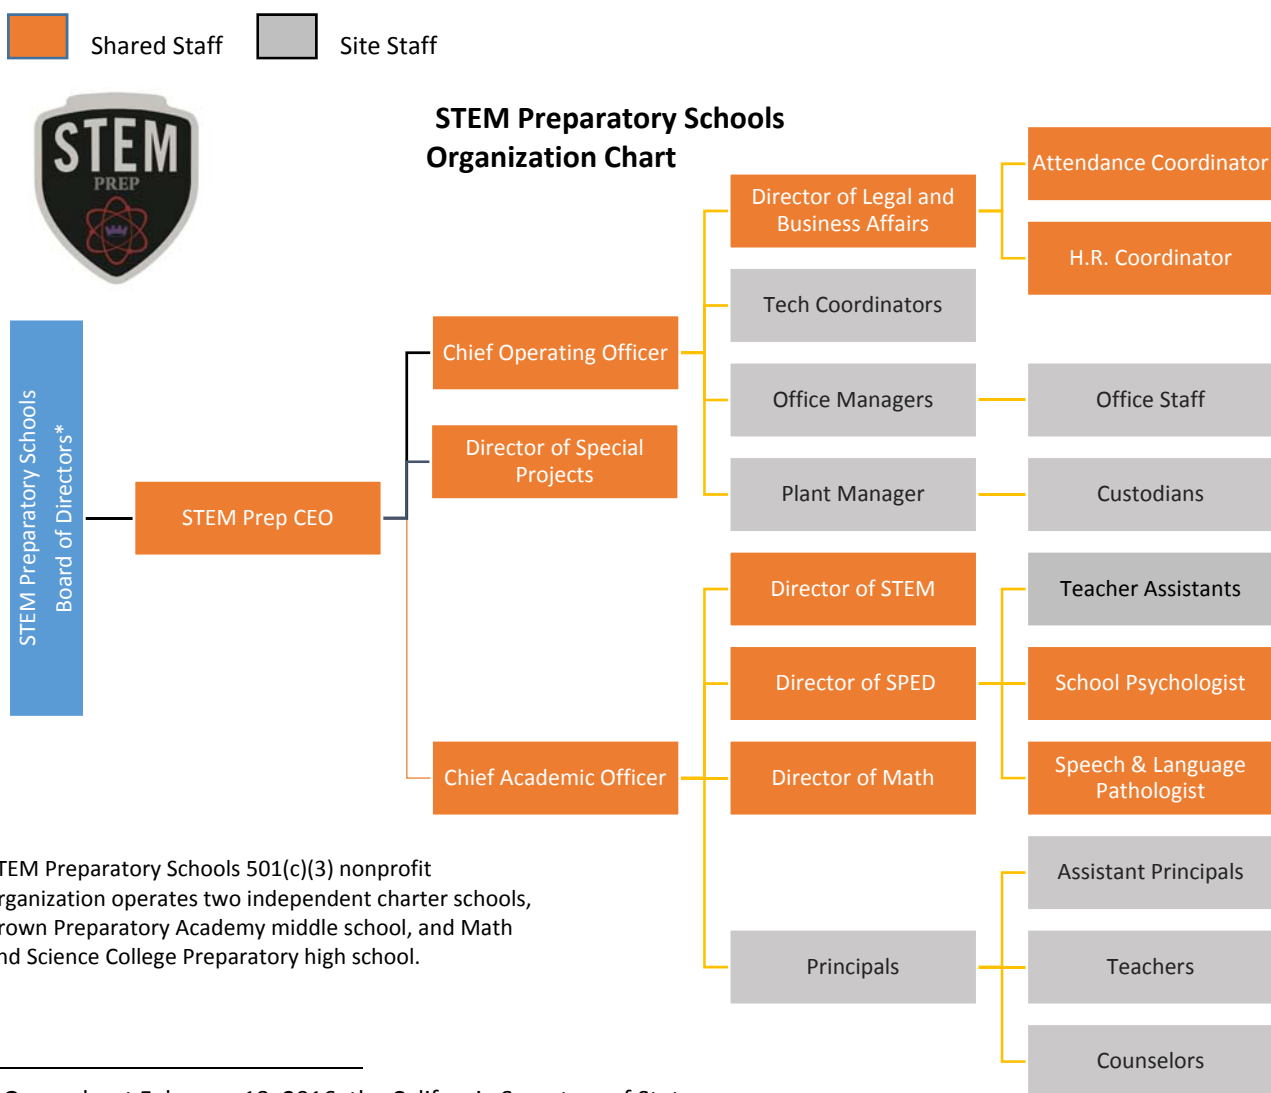 Shared Staff
Site Staff
STEM
PREP
STEM Preparatory Schools
Organization Chart
STEM Preparatory Schools
Board of Directors*
STEM Prep CEO
Chief Operating Officer
Director of Special
Projects
Chief Academic Officer
Director of Legal and
Business Affairs
Tech Coordinators
Office Managers
Plant Manager
Director of STEM
Director of SPED
Director of Math
Principals
Attendance Coordinator
H.R. Coordinator
Office Staff
Custodians
Teacher Assistants
School Psychologist
Speech & Language
Pathologist
Assistant Principals
Teachers
Counselors
TEM Preparatory Schools 501(c)(3) nonprofit
rganization operates two independent charter schools,
rown Preparatory Academy middle school, and Math
nd Science College Preparatory high school.